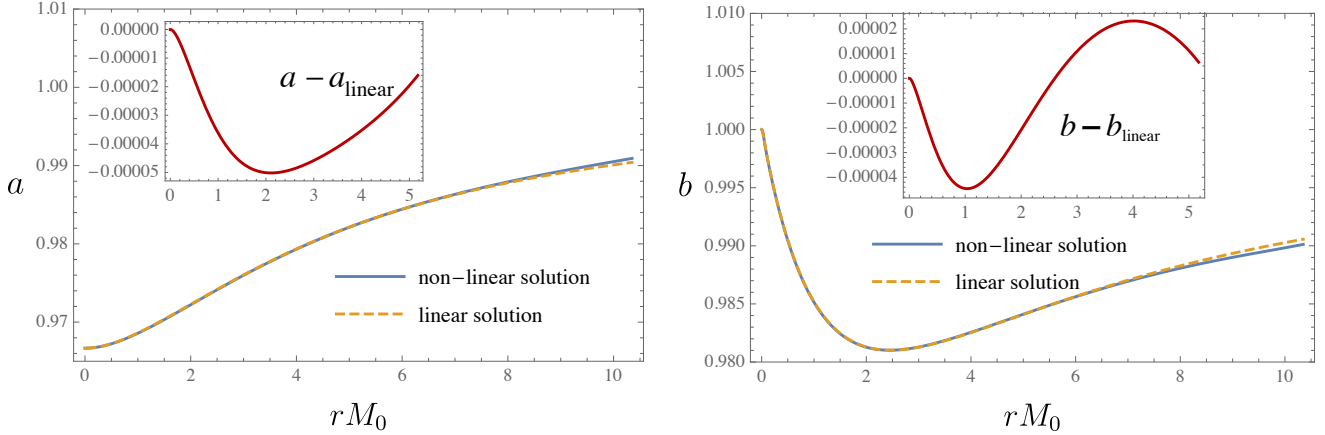 1.01
1.00
0.99
0.98
0.97
a
0 2 4 6 8 10
r M₀
0.00000
−0.00001
−0.00002
−0.00003
−0.00004
−0.00005
0 1 2 3 4 5
a − a_linear
non−linear solution
linear solution
1.010
1.005
1.000
0.995
0.990
0.985
0.980
b
0 2 4 6 8 10
r M₀
0.00002
0.00001
0.00000
−0.00001
−0.00002
−0.00003
−0.00004
0 1 2 3 4 5
b − b_linear
non−linear solution
linear solution